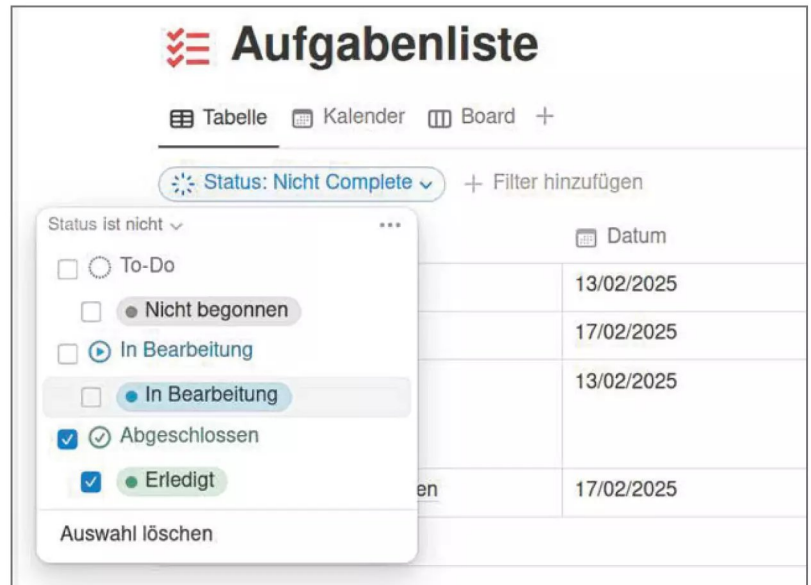 Aufgabenliste
Tabelle Kalender Board +
Status: Nicht Complete + Filter hinzufügen
Status ist nicht
Datum
To-Do
13/02/2025
Nicht begonnen
17/02/2025
In Bearbeitung
13/02/2025
In Bearbeitung
Abgeschlossen
Erledigt
en 17/02/2025
Auswahl löschen